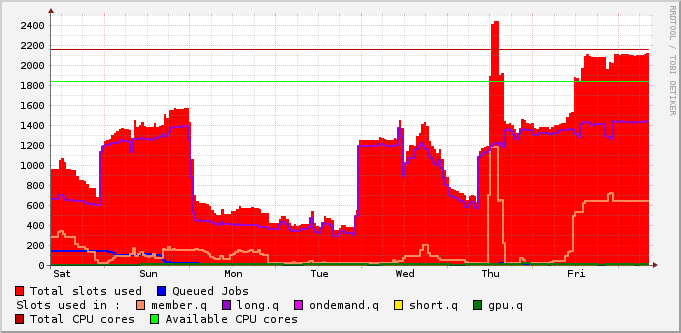 RRDTOOL / TOBI OETIKER
2400
2200
2000
1800
1600
1400
1200
1000
800
600
400
200
0
Sat Sun Mon Tue Wed Thu Fri
Total slots used Queued Jobs
Slots used in : member.q long.q ondemand.q short.q gpu.q
Total CPU cores Available CPU cores